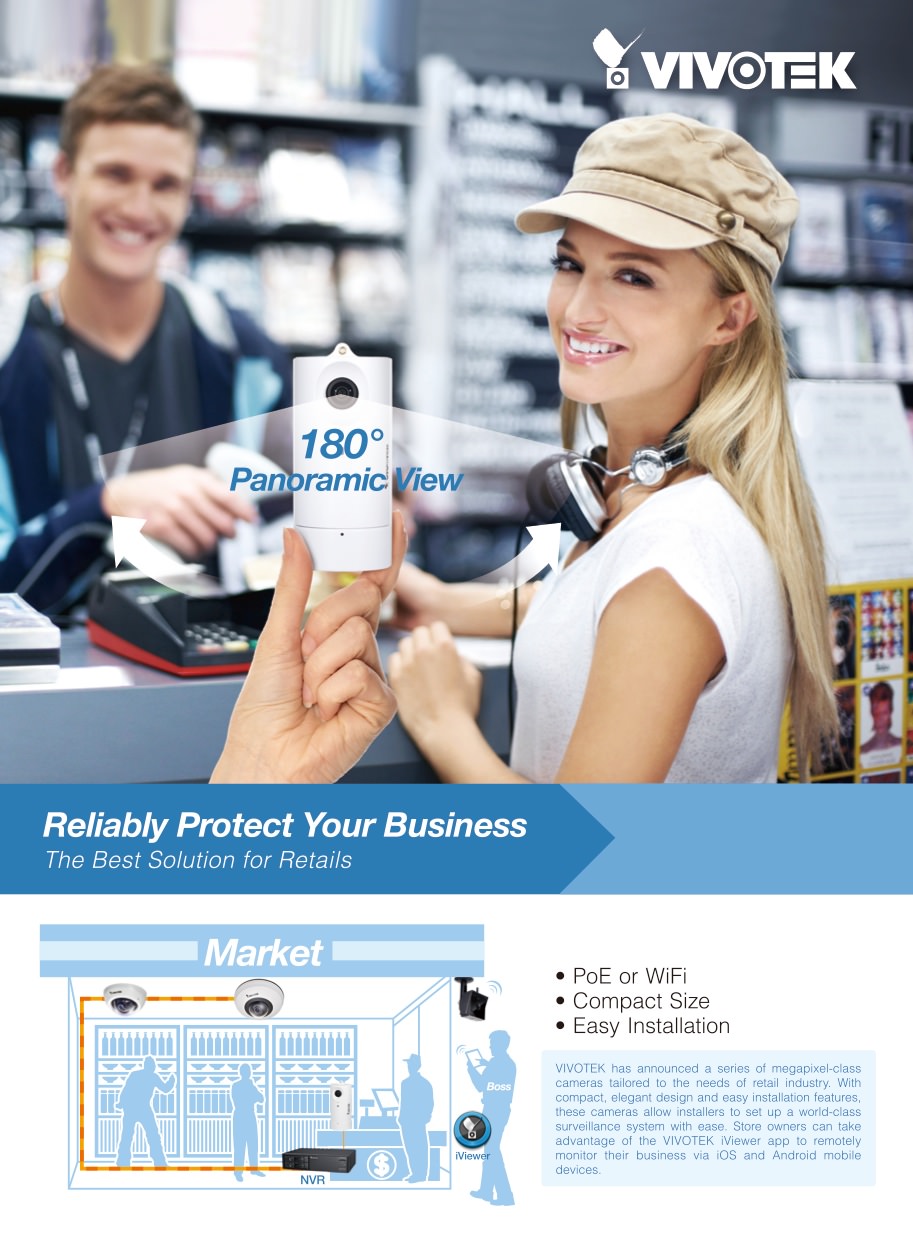 VIVOTEK
HALL
180°
Panoramic View
Reliably Protect Your Business
The Best Solution for Retails
Market
Boss
iViewer
NVR
• PoE or WiFi
• Compact Size
• Easy Installation
VIVOTEK has announced a series of megapixel-class
cameras tailored to the needs of retail industry. With
compact, elegant design and easy installation features,
these cameras allow installers to set up a world-class
surveillance system with ease. Store owners can take
advantage of the VIVOTEK iViewer app to remotely
monitor their business via iOS and Android mobile
devices.